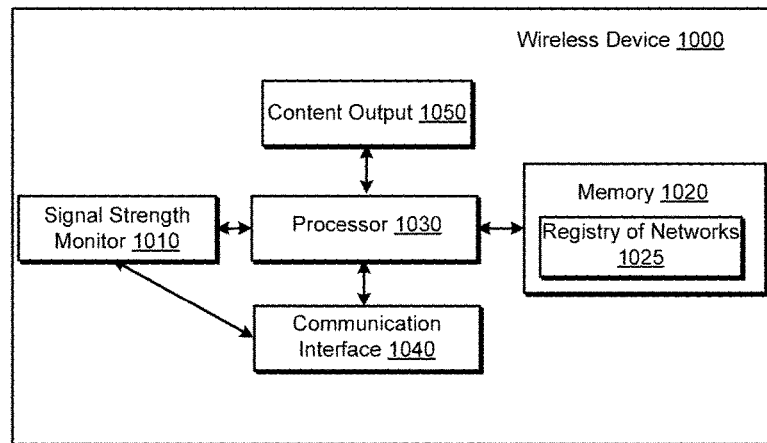 Wireless Device 1000
Content Output 1050
Signal Strength
Monitor 1010
Processor 1030
Memory 1020
Registry of Networks
1025
Communication
Interface 1040